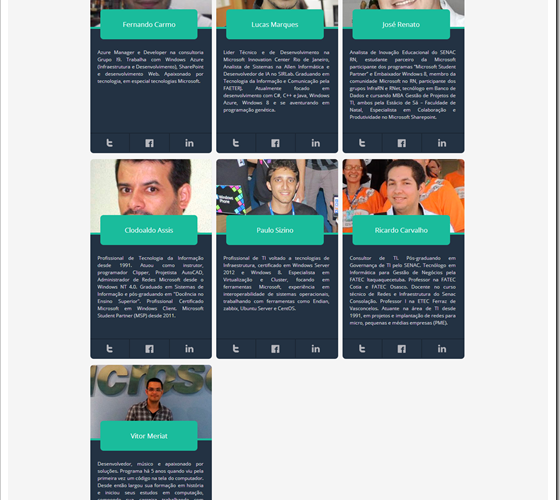 Fernando Carmo
Azure Manager e Developer na consultoria
Grupo I9. Trabalha com Windows Azure
(Infraestrutura e Desenvolvimento), SharePoint
e desenvolvimento Web. Apaixonado por
tecnologia, em especial tecnologias Microsoft.
Lucas Marques
Líder Técnico e de Desenvolvimento na
Microsoft Innovation Center Rio de Janeiro,
Analista de Sistemas na Allen Informática e
Desenvolvedor de IA no SIRLab. Graduando em
Tecnologia da Informação e Comunicação pela
FAETERJ. Atualmente focado em
desenvolvimento com C#, C++ e Java, Windows
Azure, Windows 8 e se aventurando em
programação genética.
José Renato
Analista de Inovação Educacional do SENAC
RN, estudante parceiro da Microsoft
participante dos programas "Microsoft Student
Partner" e Embaixador Windows 8, membro da
comunidade Microsoft no RN, participante dos
grupos InfraRN e RNet, tecnólogo em Banco de
Dados e cursando MBA Gestão de Projetos de
TI, ambos pela Estácio de Sá – Faculdade de
Natal, Especialista em Colaboração e
Produtividade no Microsoft Sharepoint.
Clodoaldo Assis
Profissional de Tecnologia da Informação
desde 1991. Atuou como instrutor,
programador Clipper, Projetista AutoCAD,
Administrador de Redes Microsoft desde o
Windows NT 4.0. Graduado em Sistemas de
Informação e pós-graduando em "Docência no
Ensino Superior". Profissional Certificado
Microsoft em Windows Client. Microsoft
Student Partner (MSP) desde 2011.
Paulo Sizino
Profissional de TI voltado a tecnologias de
Infraestrutura, certificado em Windows Server
2012 e Windows 8. Especialista em
Virtualização e Cluster, focando em
ferramentas Microsoft, experiência em
interoperabilidade de sistemas operacionais,
trabalhando com ferramentas como Endian,
zabbix, Ubuntu Server e CentOS.
Ricardo Carvalho
Consultor de TI. Pós-graduando em
Governança de TI pelo SENAC. Tecnólogo em
Informática para Gestão de Negócios pela
FATEC Itaquaquecetuba. Professor na FATEC
Cotia e FATEC Osasco. Docente no curso
técnico de Redes e Infraestrutura do Senac
Consolação. Professor I na ETEC Ferraz de
Vasconcelos. Atuante na área de TI desde
1991, em projetos e implantação de redes para
micro, pequenas e médias empresas (PME).
Vitor Meriat
Desenvolvedor, músico e apaixonado por
soluções. Programa há 5 anos quando viu pela
primeira vez um código na tela do computador.
Desde então largou sua formação em história
e iniciou seus estudos em computação,